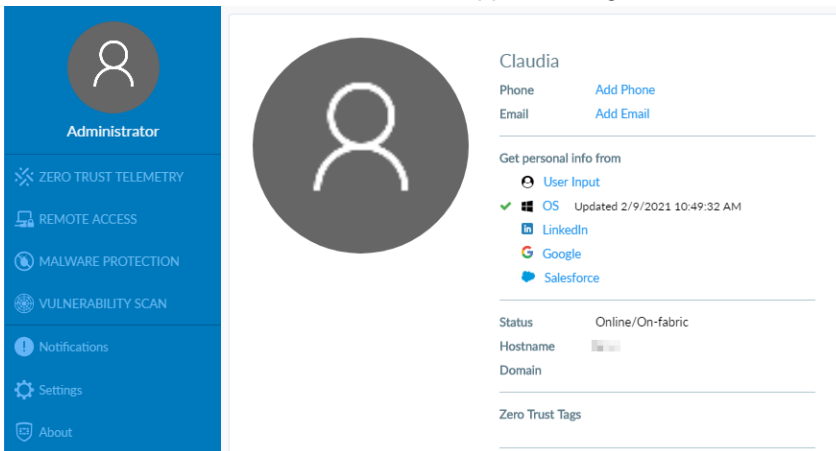 Administrator
ZERO TRUST TELEMETRY
REMOTE ACCESS
MALWARE PROTECTION
VULNERABILITY SCAN
Notifications
Settings
About
Claudia
Phone Add Phone
Email Add Email
Get personal info from
User Input
OS Updated 2/9/2021 10:49:32 AM
LinkedIn
Google
Salesforce
Status Online/On-fabric
Hostname
Domain
Zero Trust Tags